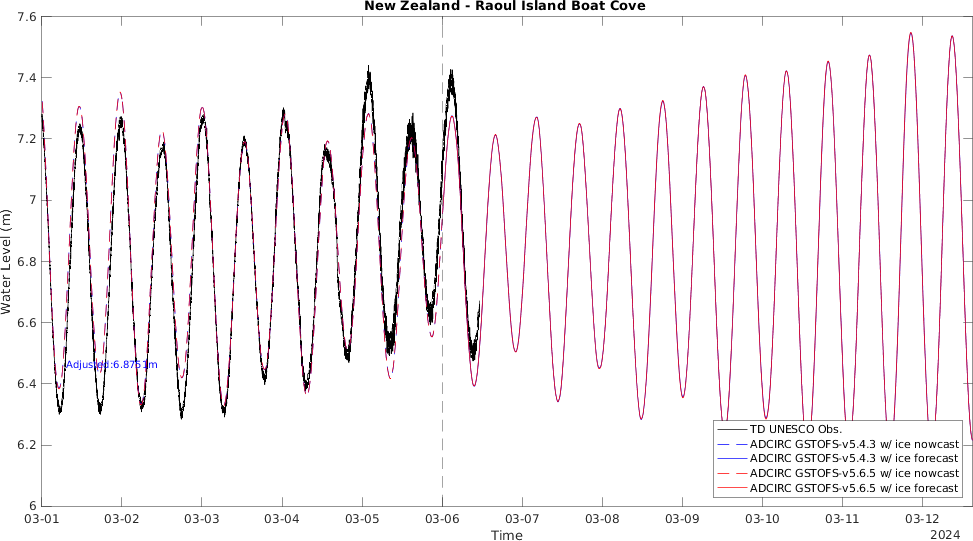 New Zealand - Raoul Island Boat Cove
7.6
7.4
7.2
7
6.8
6.6
6.4
6.2
6
Water Level (m)
Adjusted:6.8751m
TD UNESCO Obs.
ADCIRC GSTOFS-v5.4.3 w/ ice nowcast
ADCIRC GSTOFS-v5.4.3 w/ ice forecast
ADCIRC GSTOFS-v5.6.5 w/ ice nowcast
ADCIRC GSTOFS-v5.6.5 w/ ice forecast
03-01 03-02 03-03 03-04 03-05 03-06 03-07 03-08 03-09 03-10 03-11 03-12
Time
2024